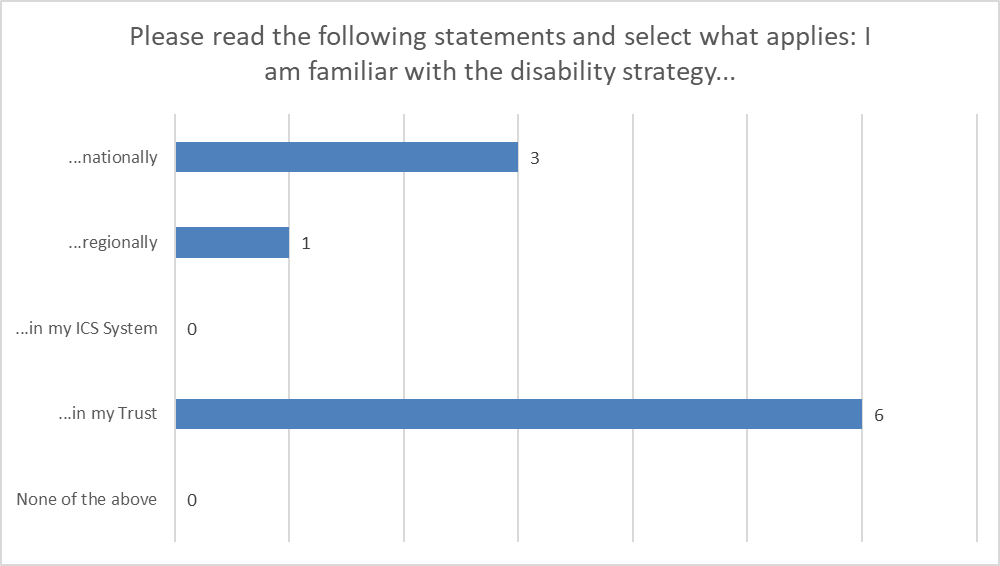 Please read the following statements and select what applies: I
am familiar with the disability strategy...
...nationally
3
...regionally
1
...in my ICS System
0
...in my Trust
6
None of the above
0